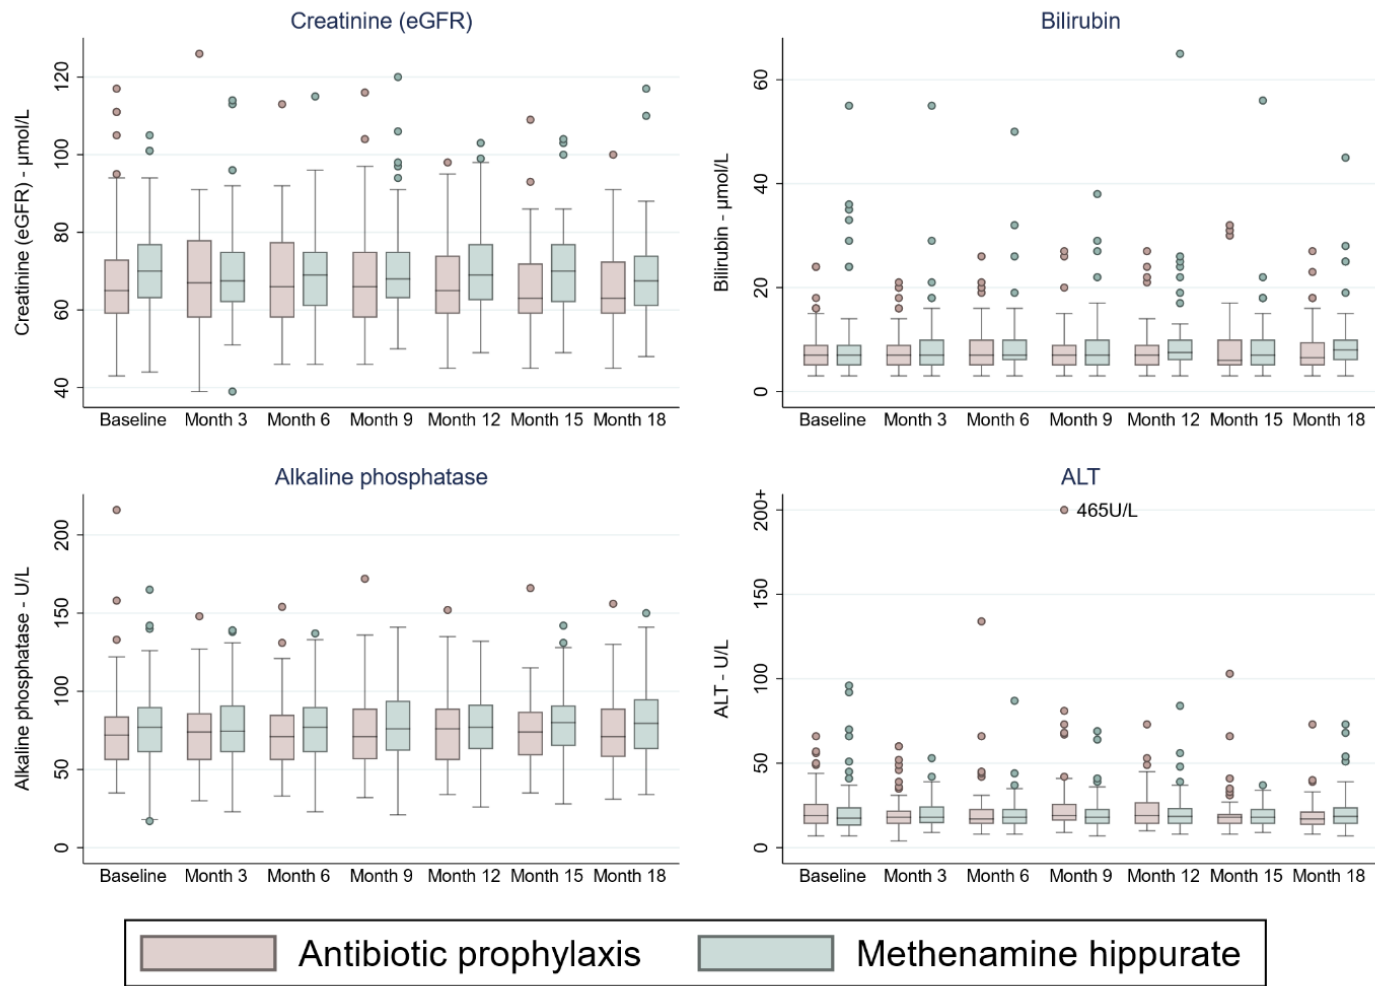 Creatinine (eGFR)
Creatinine (eGFR) - µmol/L
120
100
80
60
40
Baseline Month 3 Month 6 Month 9 Month 12 Month 15 Month 18
Bilirubin
Bilirubin - µmol/L
60
40
20
0
Baseline Month 3 Month 6 Month 9 Month 12 Month 15 Month 18
Alkaline phosphatase
Alkaline phosphatase - U/L
200
150
100
50
0
Baseline Month 3 Month 6 Month 9 Month 12 Month 15 Month 18
ALT
ALT - U/L
200+
465U/L
150
100
50
0
Baseline Month 3 Month 6 Month 9 Month 12 Month 15 Month 18
Antibiotic prophylaxis Methenamine hippurate